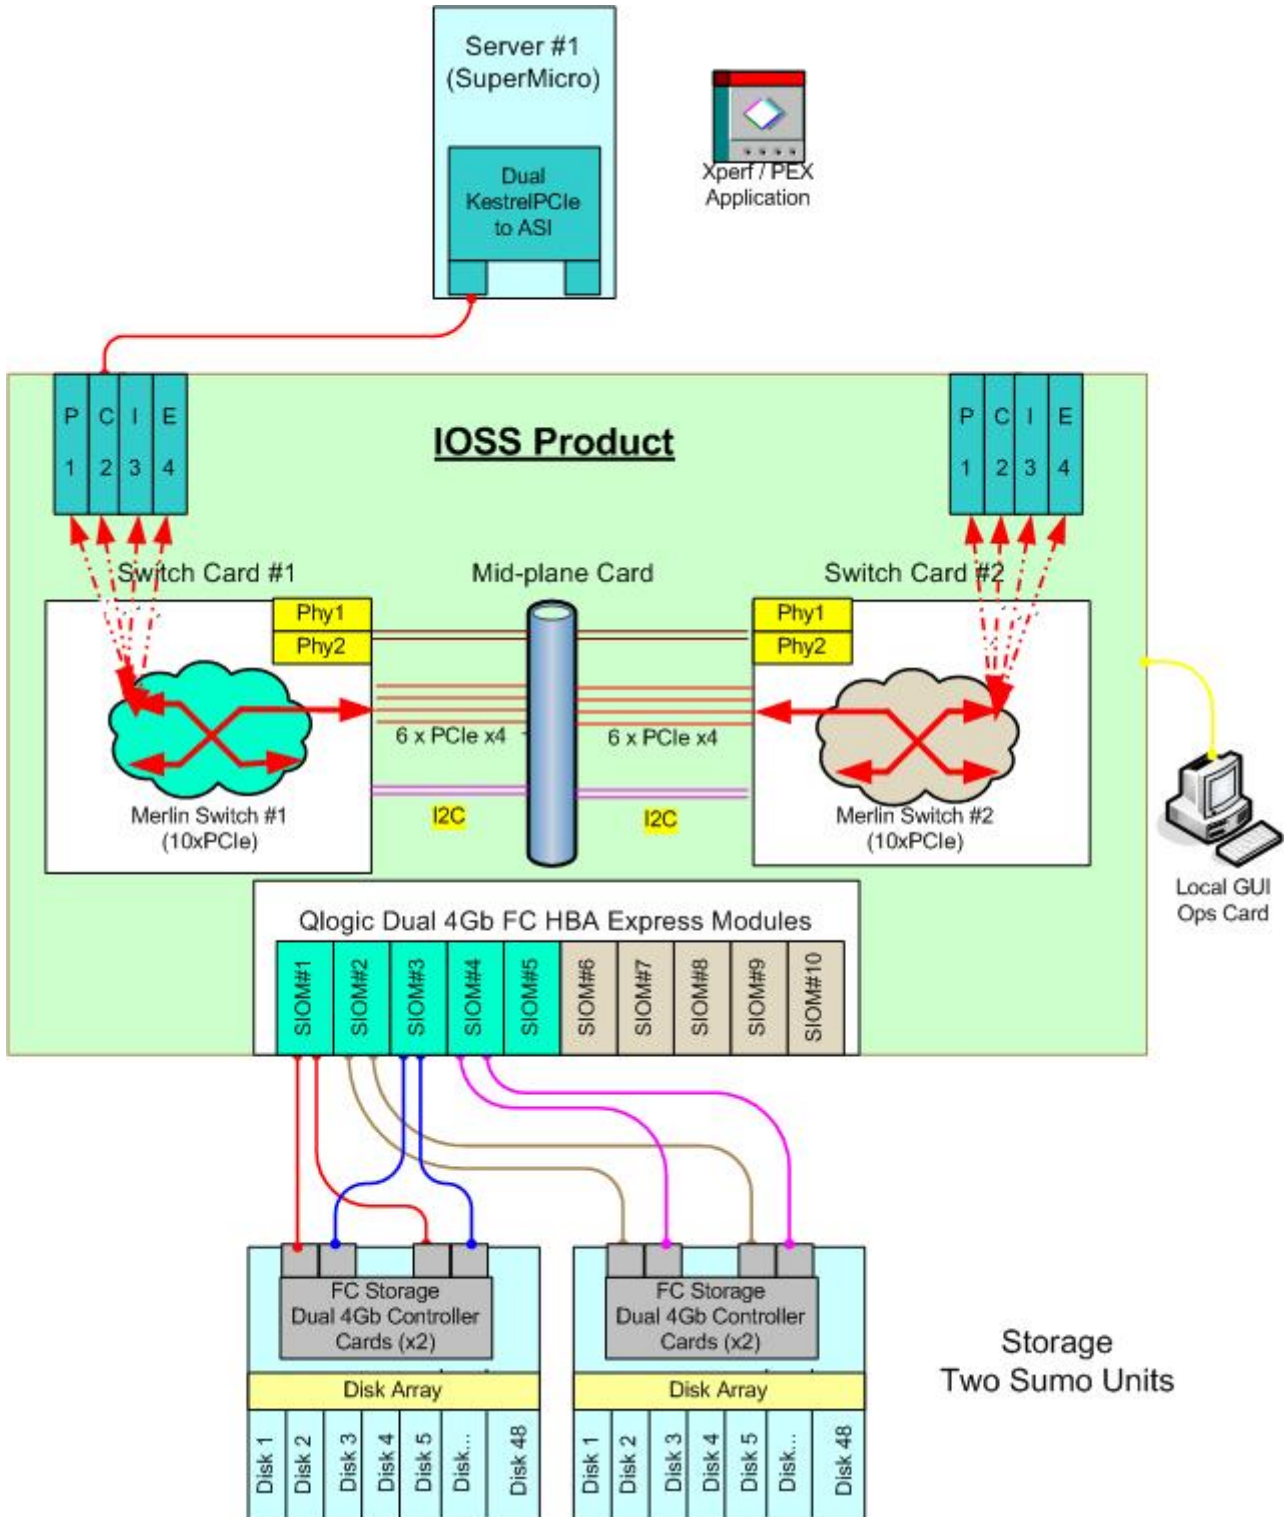 Server #1
(SuperMicro)
Dual
KestrelPCIe
to ASI
Xperf / PEX
Application
P C I E
1 2 3 4
IOSS Product
P C I E
1 2 3 4
Switch Card #1
Mid-plane Card
Switch Card #2
Phy1
Phy2
Phy1
Phy2
6 x PCIe x4
6 x PCIe x4
I2C
I2C
Merlin Switch #1
(10xPCIe)
Merlin Switch #2
(10xPCIe)
Local GUI
Ops Card
Qlogic Dual 4Gb FC HBA Express Modules
SIOM#1
SIOM#2
SIOM#3
SIOM#4
SIOM#5
SIOM#6
SIOM#7
SIOM#8
SIOM#9
SIOM#10
FC Storage
Dual 4Gb Controller
Cards (x2)
Disk Array
Disk 1
Disk 2
Disk 3
Disk 4
Disk 5
Disk...
Disk 48
FC Storage
Dual 4Gb Controller
Cards (x2)
Disk Array
Disk 1
Disk 2
Disk 3
Disk 4
Disk 5
Disk...
Disk 48
Storage
Two Sumo Units